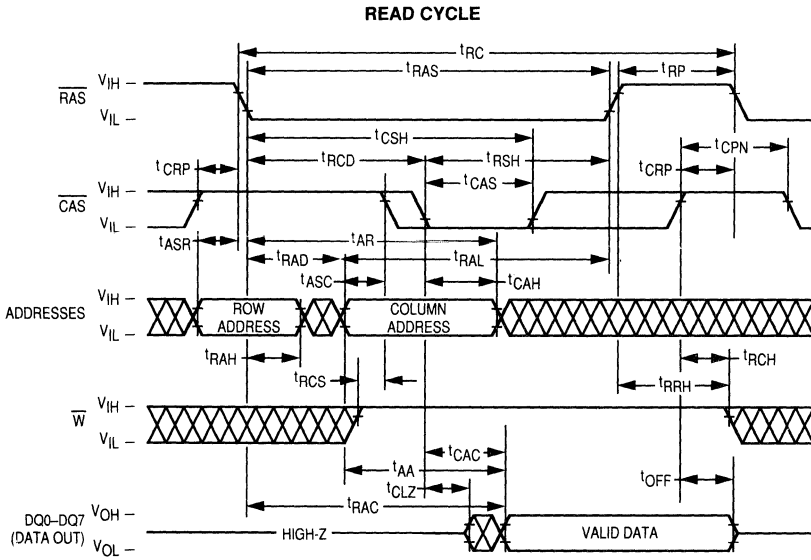 READ CYCLE
tRC
tRAS
tRP
RAS
VIH
VIL
tCSH
tCPN
tCRP
tRCD
tRSH
tCAS
tCRP
CAS
VIH
VIL
tASR
tAR
tRAD
tRAL
tASC
tCAH
ADDRESSES
VIH
VIL
ROW
ADDRESS
COLUMN
ADDRESS
tRAH
tRCS
tRCH
tRRH
W
VIH
VIL
tCAC
tAA
tCLZ
tOFF
tRAC
DQ0–DQ7
(DATA OUT)
VOH
VOL
HIGH-Z
VALID DATA